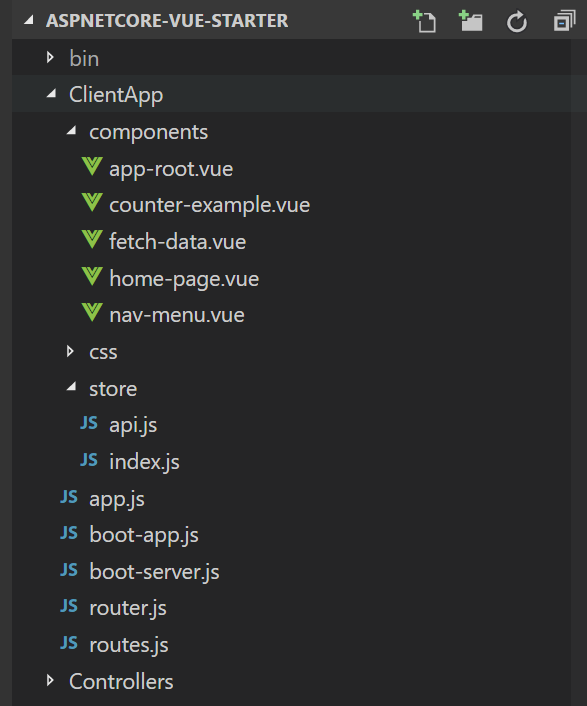 ASPNETCORE-VUE-STARTER
bin
ClientApp
components
app-root.vue
counter-example.vue
fetch-data.vue
home-page.vue
nav-menu.vue
css
store
JS api.js
JS index.js
JS app.js
JS boot-app.js
JS boot-server.js
JS router.js
JS routes.js
Controllers